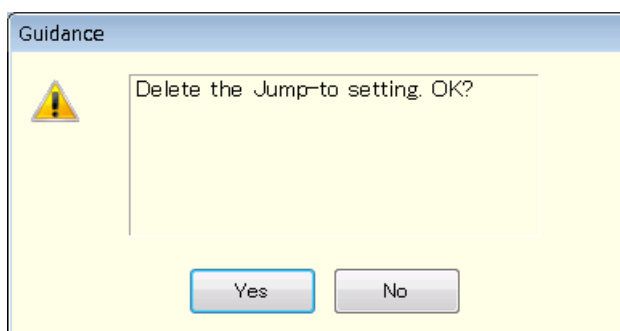 Guidance
Delete the Jump-to setting. OK?
Yes
No